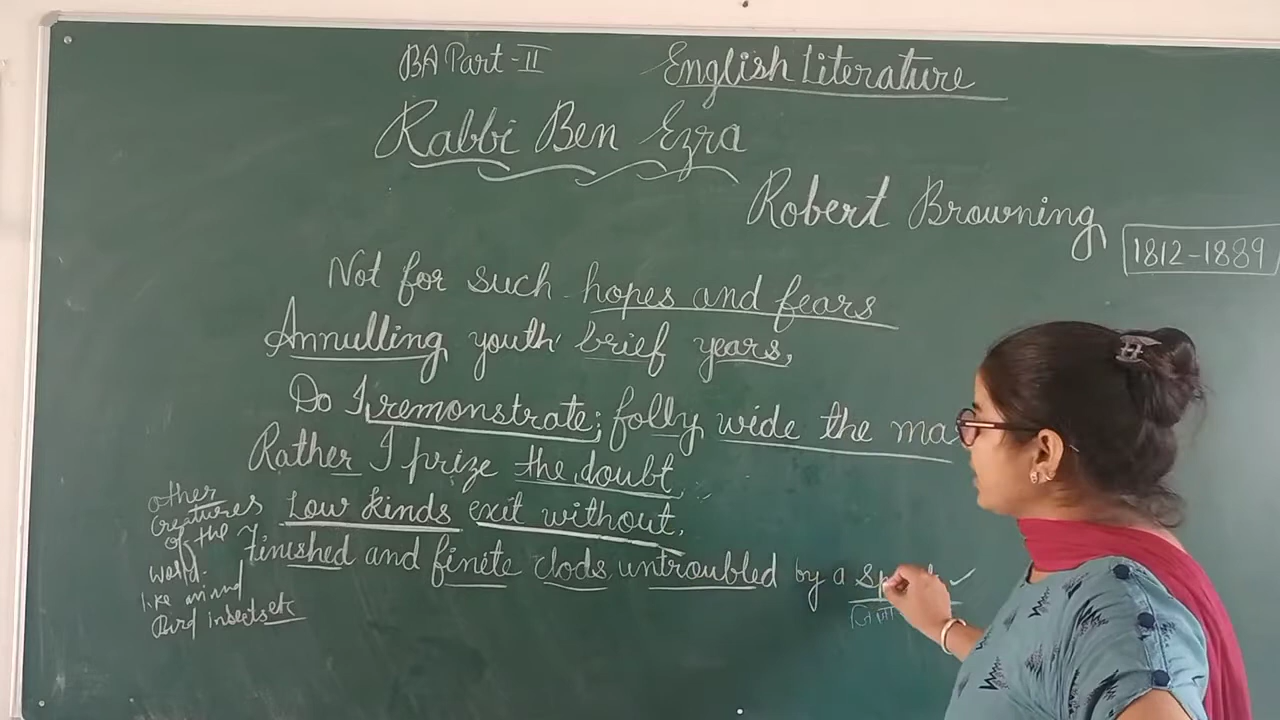 BA Part-II English Literature
Rabbi Ben Ezra
Robert Browning
1812-1889
Not for such hopes and fears
Annulling youth' brief years,
Do I remonstrate; folly wide the ma
Rather I prize the doubt
Low kinds exit without,
Finished and finite clods untroubled by a
other
creatures
of the
world.
like
Bird insects etc